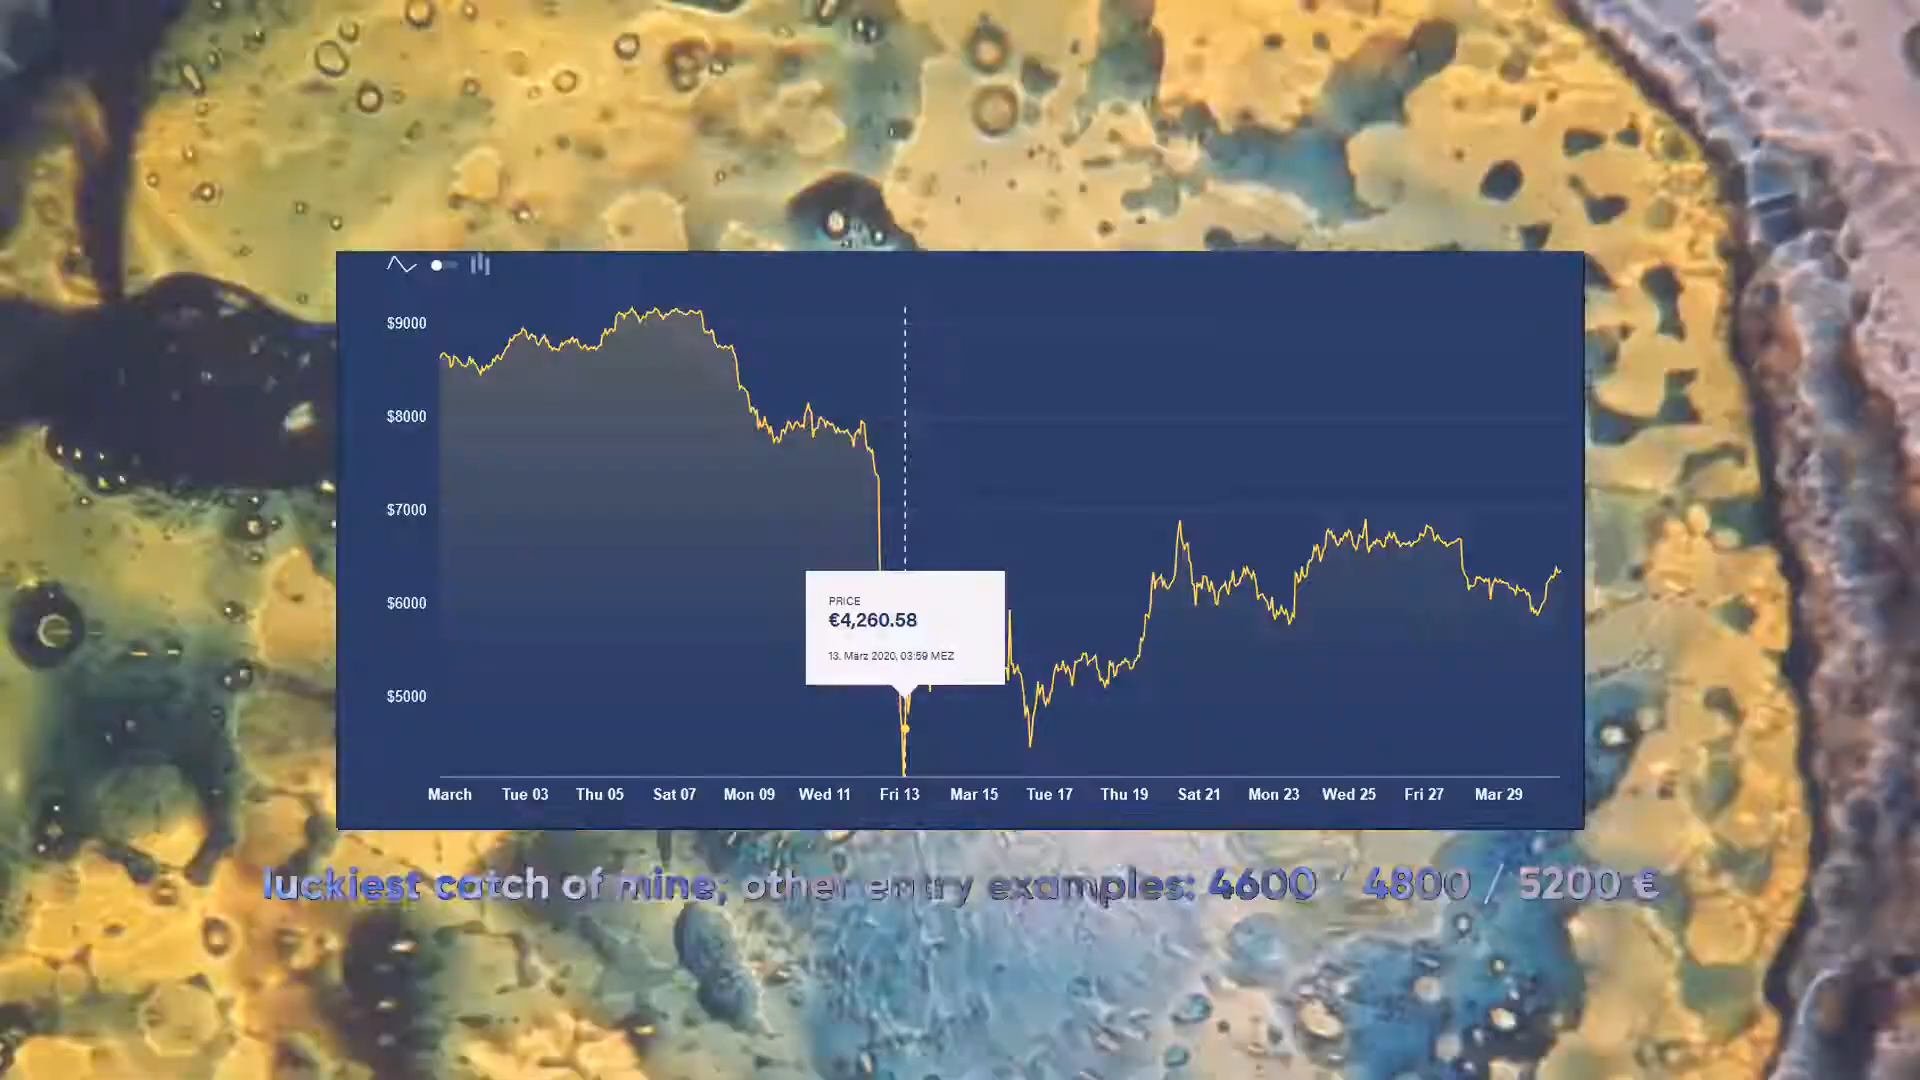 $9000
$8000
$7000
$6000
$5000
PRICE
€4,260.58
13. März 2020, 03:59 MEZ
March Tue 03 Thu 05 Sat 07 Mon 09 Wed 11 Fri 13 Mar 15 Tue 17 Thu 19 Sat 21 Mon 23 Wed 25 Fri 27 Mar 29
luckiest catch of mine; other entry examples: 4600 / 4800 / 5200 €